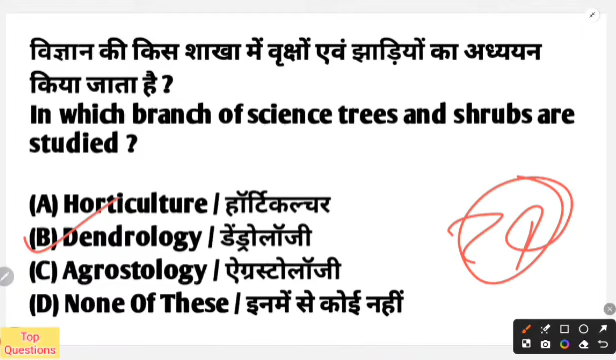 विज्ञान की किस शाखा में वृक्षों एवं झाड़ियों का अध्ययन
किया जाता है ?
In which branch of science trees and shrubs are
studied ?
(A) Horticulture / हॉर्टिकल्चर
(B) Dendrology / डेंड्रोलॉजी
(C) Agrostology / ऐग्रस्टोलॉजी
(D) None Of These / इनमें से कोई नहीं
Top
Questions